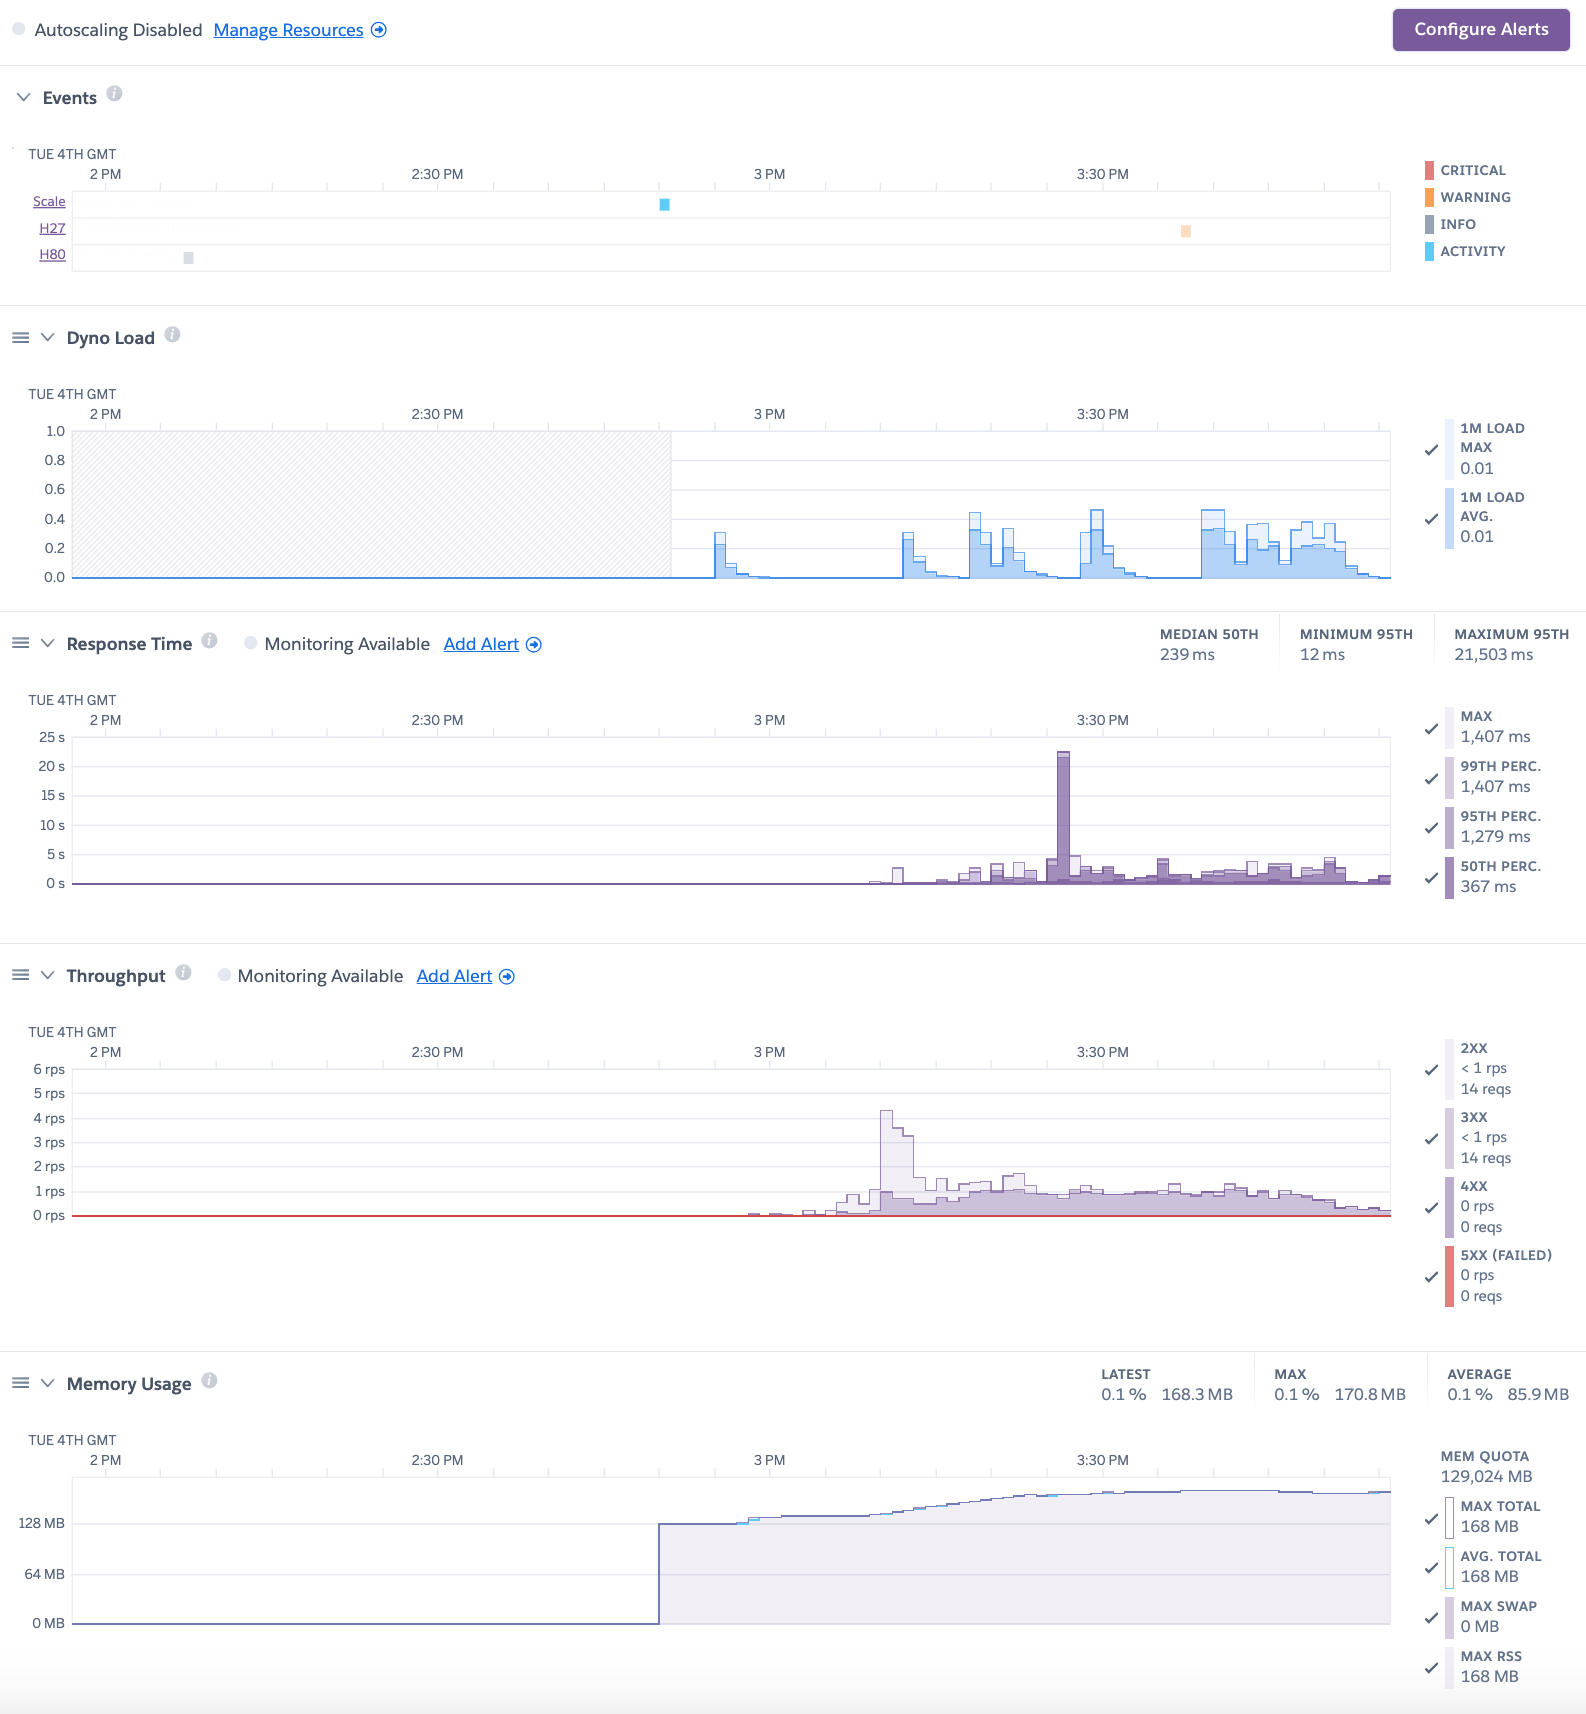 Autoscaling Disabled Manage Resources
Configure Alerts
Events
TUE 4TH GMT
2 PM 2:30 PM 3 PM 3:30 PM
Scale
H27
H80
CRITICAL
WARNING
INFO
ACTIVITY
Dyno Load
TUE 4TH GMT
2 PM 2:30 PM 3 PM 3:30 PM
1.0
0.8
0.6
0.4
0.2
0.0
1M LOAD
MAX
0.01
1M LOAD
AVG.
0.01
Response Time Monitoring Available Add Alert
MEDIAN 50TH
239 ms
MINIMUM 95TH
12 ms
MAXIMUM 95TH
21,503 ms
TUE 4TH GMT
2 PM 2:30 PM 3 PM 3:30 PM
25 s
20 s
15 s
10 s
5 s
0 s
MAX
1,407 ms
99TH PERC.
1,407 ms
95TH PERC.
1,279 ms
50TH PERC.
367 ms
Throughput Monitoring Available Add Alert
TUE 4TH GMT
2 PM 2:30 PM 3 PM 3:30 PM
6 rps
5 rps
4 rps
3 rps
2 rps
1 rps
0 rps
2XX
< 1 rps
14 reqs
3XX
< 1 rps
14 reqs
4XX
0 rps
0 reqs
5XX (FAILED)
0 rps
0 reqs
Memory Usage
LATEST
0.1 % 168.3 MB
MAX
0.1 % 170.8 MB
AVERAGE
0.1 % 85.9 MB
TUE 4TH GMT
2 PM 2:30 PM 3 PM 3:30 PM
128 MB
64 MB
0 MB
MEM QUOTA
129,024 MB
MAX TOTAL
168 MB
AVG. TOTAL
168 MB
MAX SWAP
0 MB
MAX RSS
168 MB